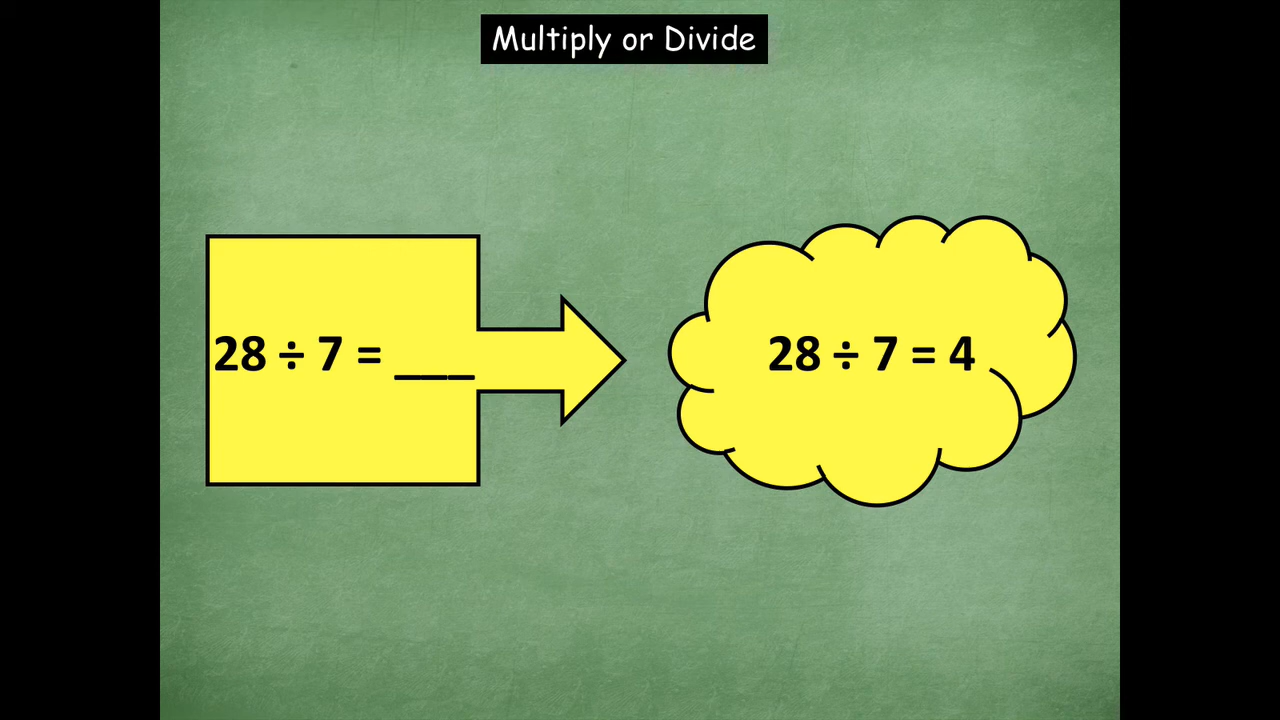 Multiply or Divide
28 ÷ 7 = ___
28 ÷ 7 = 4